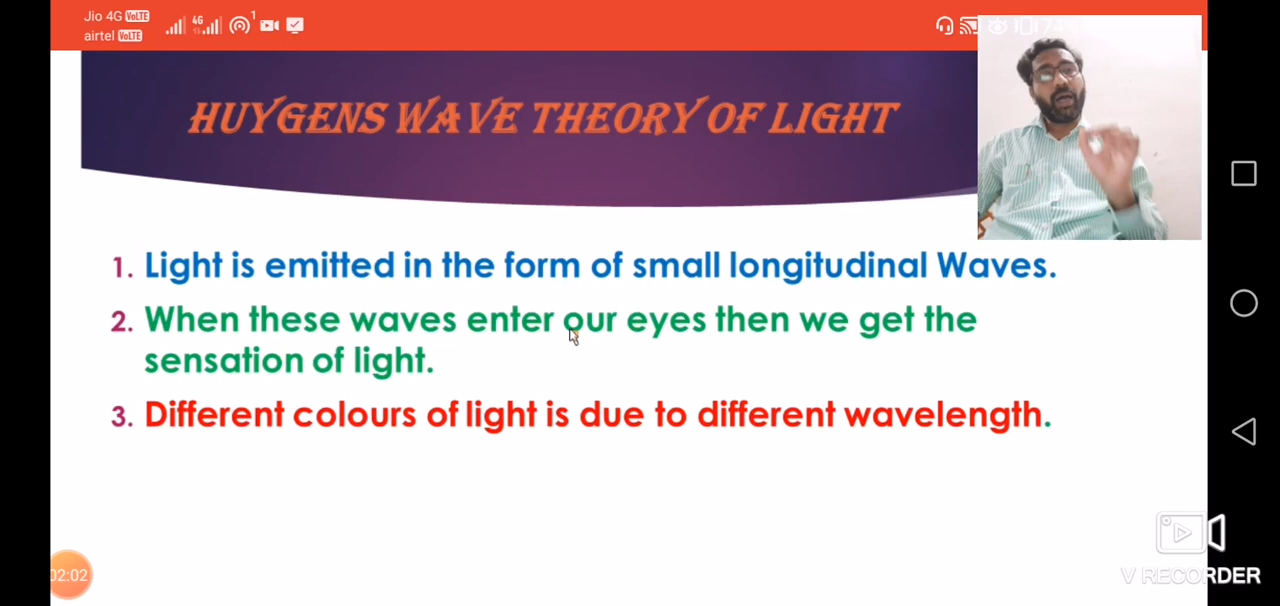 Jio 4G VoLTE
4G
1
airtel VoLTE
HUYGENS WAVE THEORY OF LIGHT
1. Light is emitted in the form of small longitudinal Waves.
2. When these waves enter our eyes then we get the
sensation of light.
3. Different colours of light is due to different wavelength.
02:02
V RECORDER